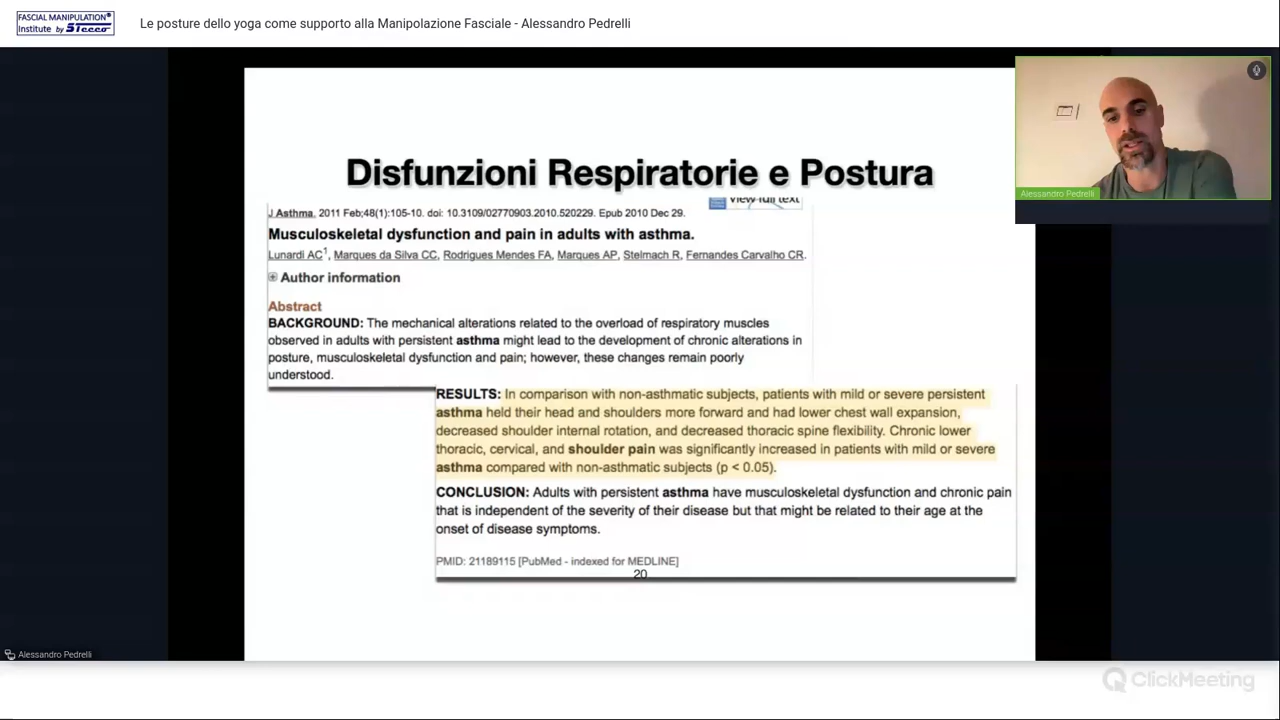 FASCIAL MANIPULATION®
Institute by Stecco
Le posture dello yoga come supporto alla Manipolazione Fasciale - Alessandro Pedrelli
Alessandro Pedrelli
Disfunzioni Respiratorie e Postura
View full text
J Asthma. 2011 Feb;48(1):105-10. doi: 10.3109/02770903.2010.520229. Epub 2010 Dec 29.
Musculoskeletal dysfunction and pain in adults with asthma.
Lunardi AC1, Marques da Silva CC, Rodrigues Mendes FA, Marques AP, Stelmach R, Fernandes Carvalho CR.
Author information
Abstract
BACKGROUND: The mechanical alterations related to the overload of respiratory muscles
observed in adults with persistent asthma might lead to the development of chronic alterations in
posture, musculoskeletal dysfunction and pain; however, these changes remain poorly
understood.
RESULTS: In comparison with non-asthmatic subjects, patients with mild or severe persistent
asthma held their head and shoulders more forward and had lower chest wall expansion,
decreased shoulder internal rotation, and decreased thoracic spine flexibility. Chronic lower
thoracic, cervical, and shoulder pain was significantly increased in patients with mild or severe
asthma compared with non-asthmatic subjects (p < 0.05).
CONCLUSION: Adults with persistent asthma have musculoskeletal dysfunction and chronic pain
that is independent of the severity of their disease but that might be related to their age at the
onset of disease symptoms.
PMID: 21189115 [PubMed - indexed for MEDLINE]
20
Alessandro Pedrelli
ClickMeeting